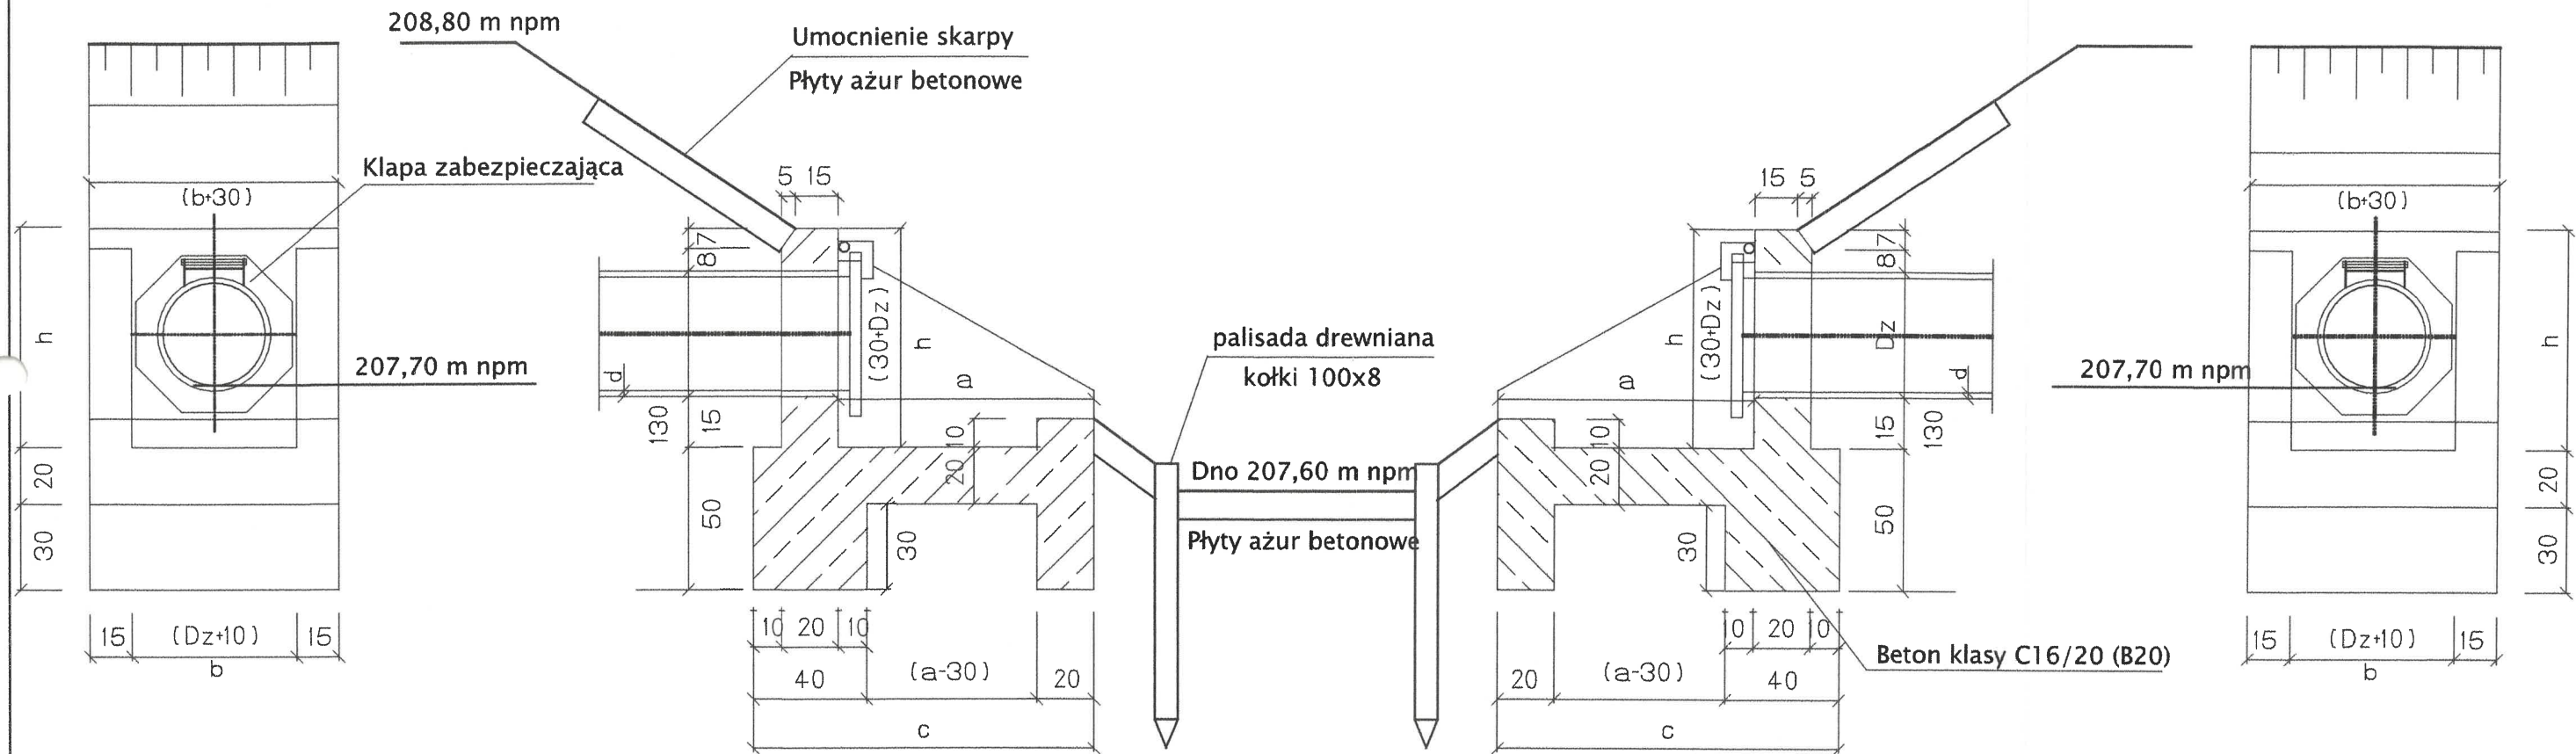 208,80 m npm
Umocnienie skarpy
Płyty ażur betonowe
Klapa zabezpieczająca
(b+30)
h
20
30
207,70 m npm
15
(Dz+10)
15
b
5
15
7
8
d
130
15
50
(30+Dz)
h
a
10
20
30
10
20
10
40
(a-30)
20
c
palisada drewniana
kołki 100x8
Dno 207,60 m npm
Płyty ażur betonowe
15
5
7
8
Dz
d
15
130
50
h
(30+Dz)
a
10
20
30
10
20
10
20
(a-30)
40
c
Beton klasy C16/20 (B20)
(b+30)
207,70 m npm
h
20
30
15
(Dz+10)
15
b